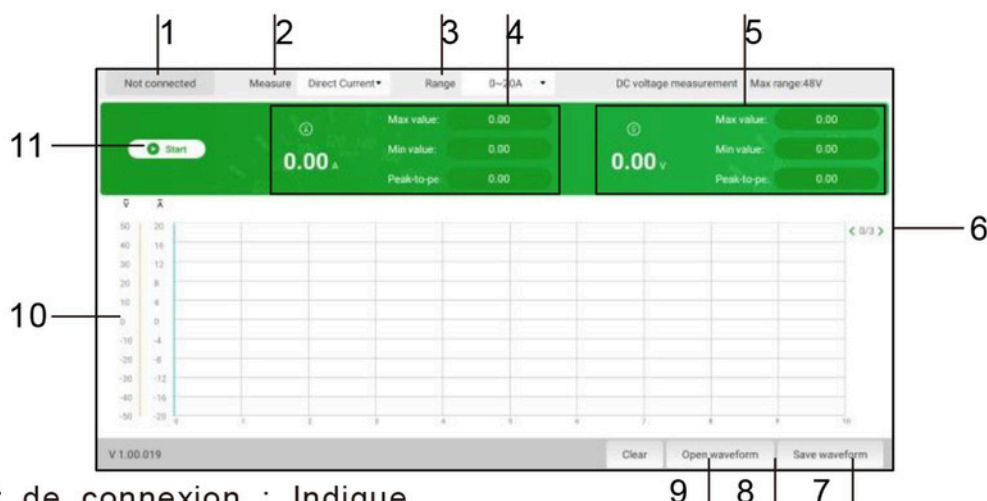 1 2 3 4 5
Not connected Measure Direct Current Range 0~20A DC voltage measurement Max range:48V
Max value: 0.00 Max value: 0.00
11 Start 0.00 A Min value: 0.00 0.00 V Min value: 0.00
Peak-to-pe: 0.00 Peak-to-pe: 0.00
V A
50 20 0/3 6
40 16
30 12
20 8
10 4
10 0 0
-10 -4
-20 -8
-30 -12
-40 -16
-50 -20 0 1 2 3 4 5 6 7 8 9 10
V 1.00.019 Clear Open waveform Save waveform
9 8 7
de connexion : Indique